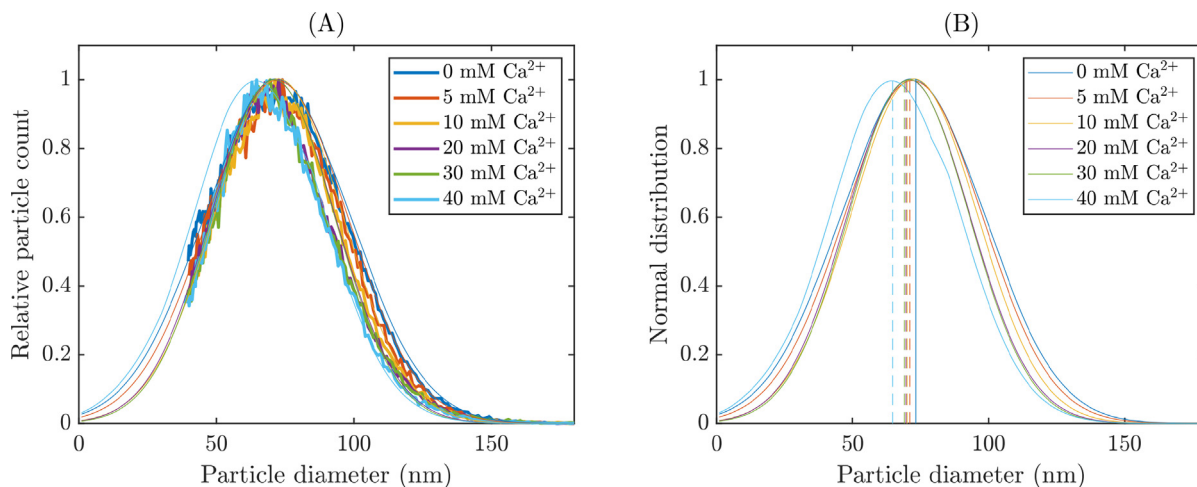 (A)
Relative particle count
1
0.8
0.6
0.4
0.2
0
0 50 100 150
Particle diameter (nm)
0 mM Ca²⁺
5 mM Ca²⁺
10 mM Ca²⁺
20 mM Ca²⁺
30 mM Ca²⁺
40 mM Ca²⁺
(B)
Normal distribution
1
0.8
0.6
0.4
0.2
0
0 50 100 150
Particle diameter (nm)
0 mM Ca²⁺
5 mM Ca²⁺
10 mM Ca²⁺
20 mM Ca²⁺
30 mM Ca²⁺
40 mM Ca²⁺